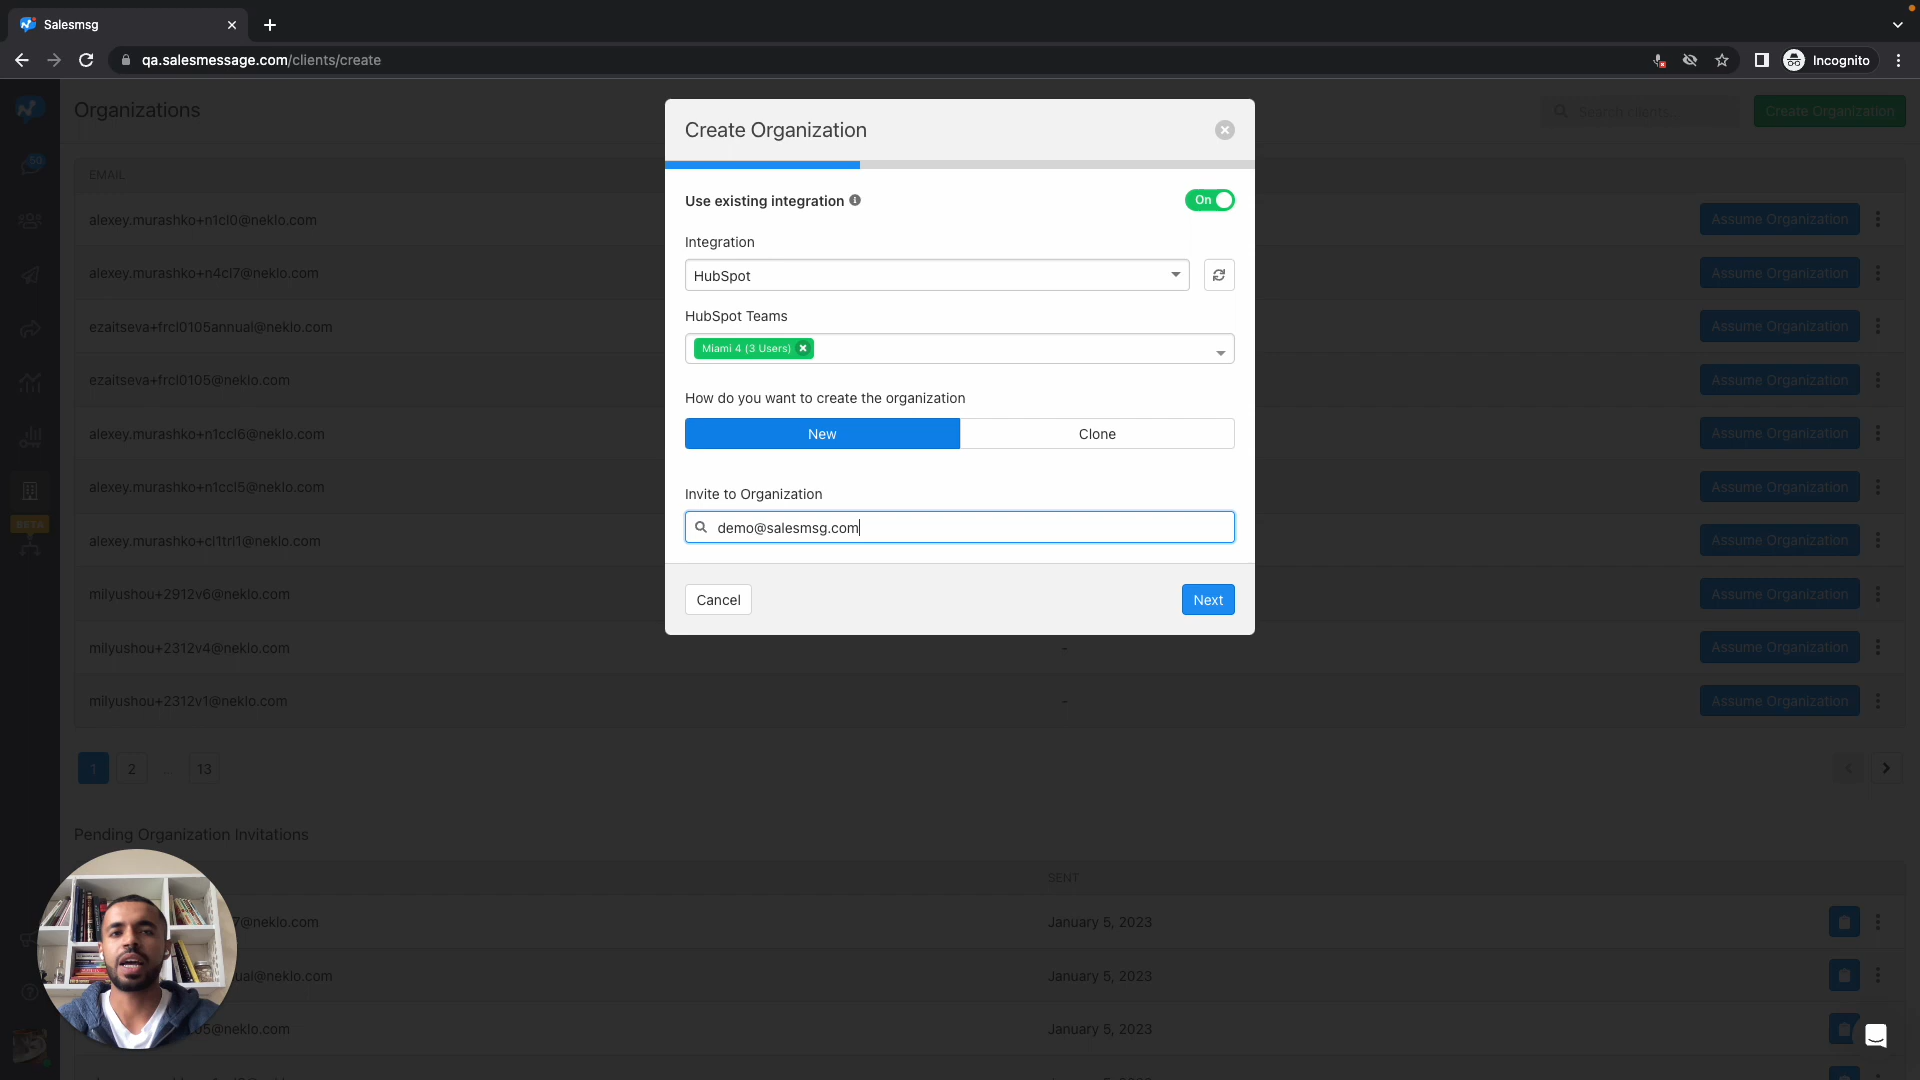 Salesmsg
qa.salesmessage.com/clients/create
Incognito
Organizations
Search clients...
Create Organization
50
EMAIL
alexey.murashko+n1cl0@neklo.com
Assume Organization
alexey.murashko+n4cl7@neklo.com
Assume Organization
ezaitseva+frcl0105annual@neklo.com
Assume Organization
ezaitseva+frcl0105@neklo.com
Assume Organization
alexey.murashko+n1ccl6@neklo.com
Assume Organization
alexey.murashko+n1ccl5@neklo.com
Assume Organization
BETA
alexey.murashko+cl1trl1@neklo.com
Assume Organization
milyushou+2912v6@neklo.com
Assume Organization
milyushou+2312v4@neklo.com
-
Assume Organization
milyushou+2312v1@neklo.com
-
Assume Organization
Create Organization
Use existing integration
On
Integration
HubSpot
HubSpot Teams
Miami 4 (3 Users)
How do you want to create the organization
New
Clone
Invite to Organization
demo@salesmsg.com
Cancel
Next
1
2
...
13
Pending Organization Invitations
SENT
7@neklo.com
January 5, 2023
ual@neklo.com
January 5, 2023
05@neklo.com
January 5, 2023